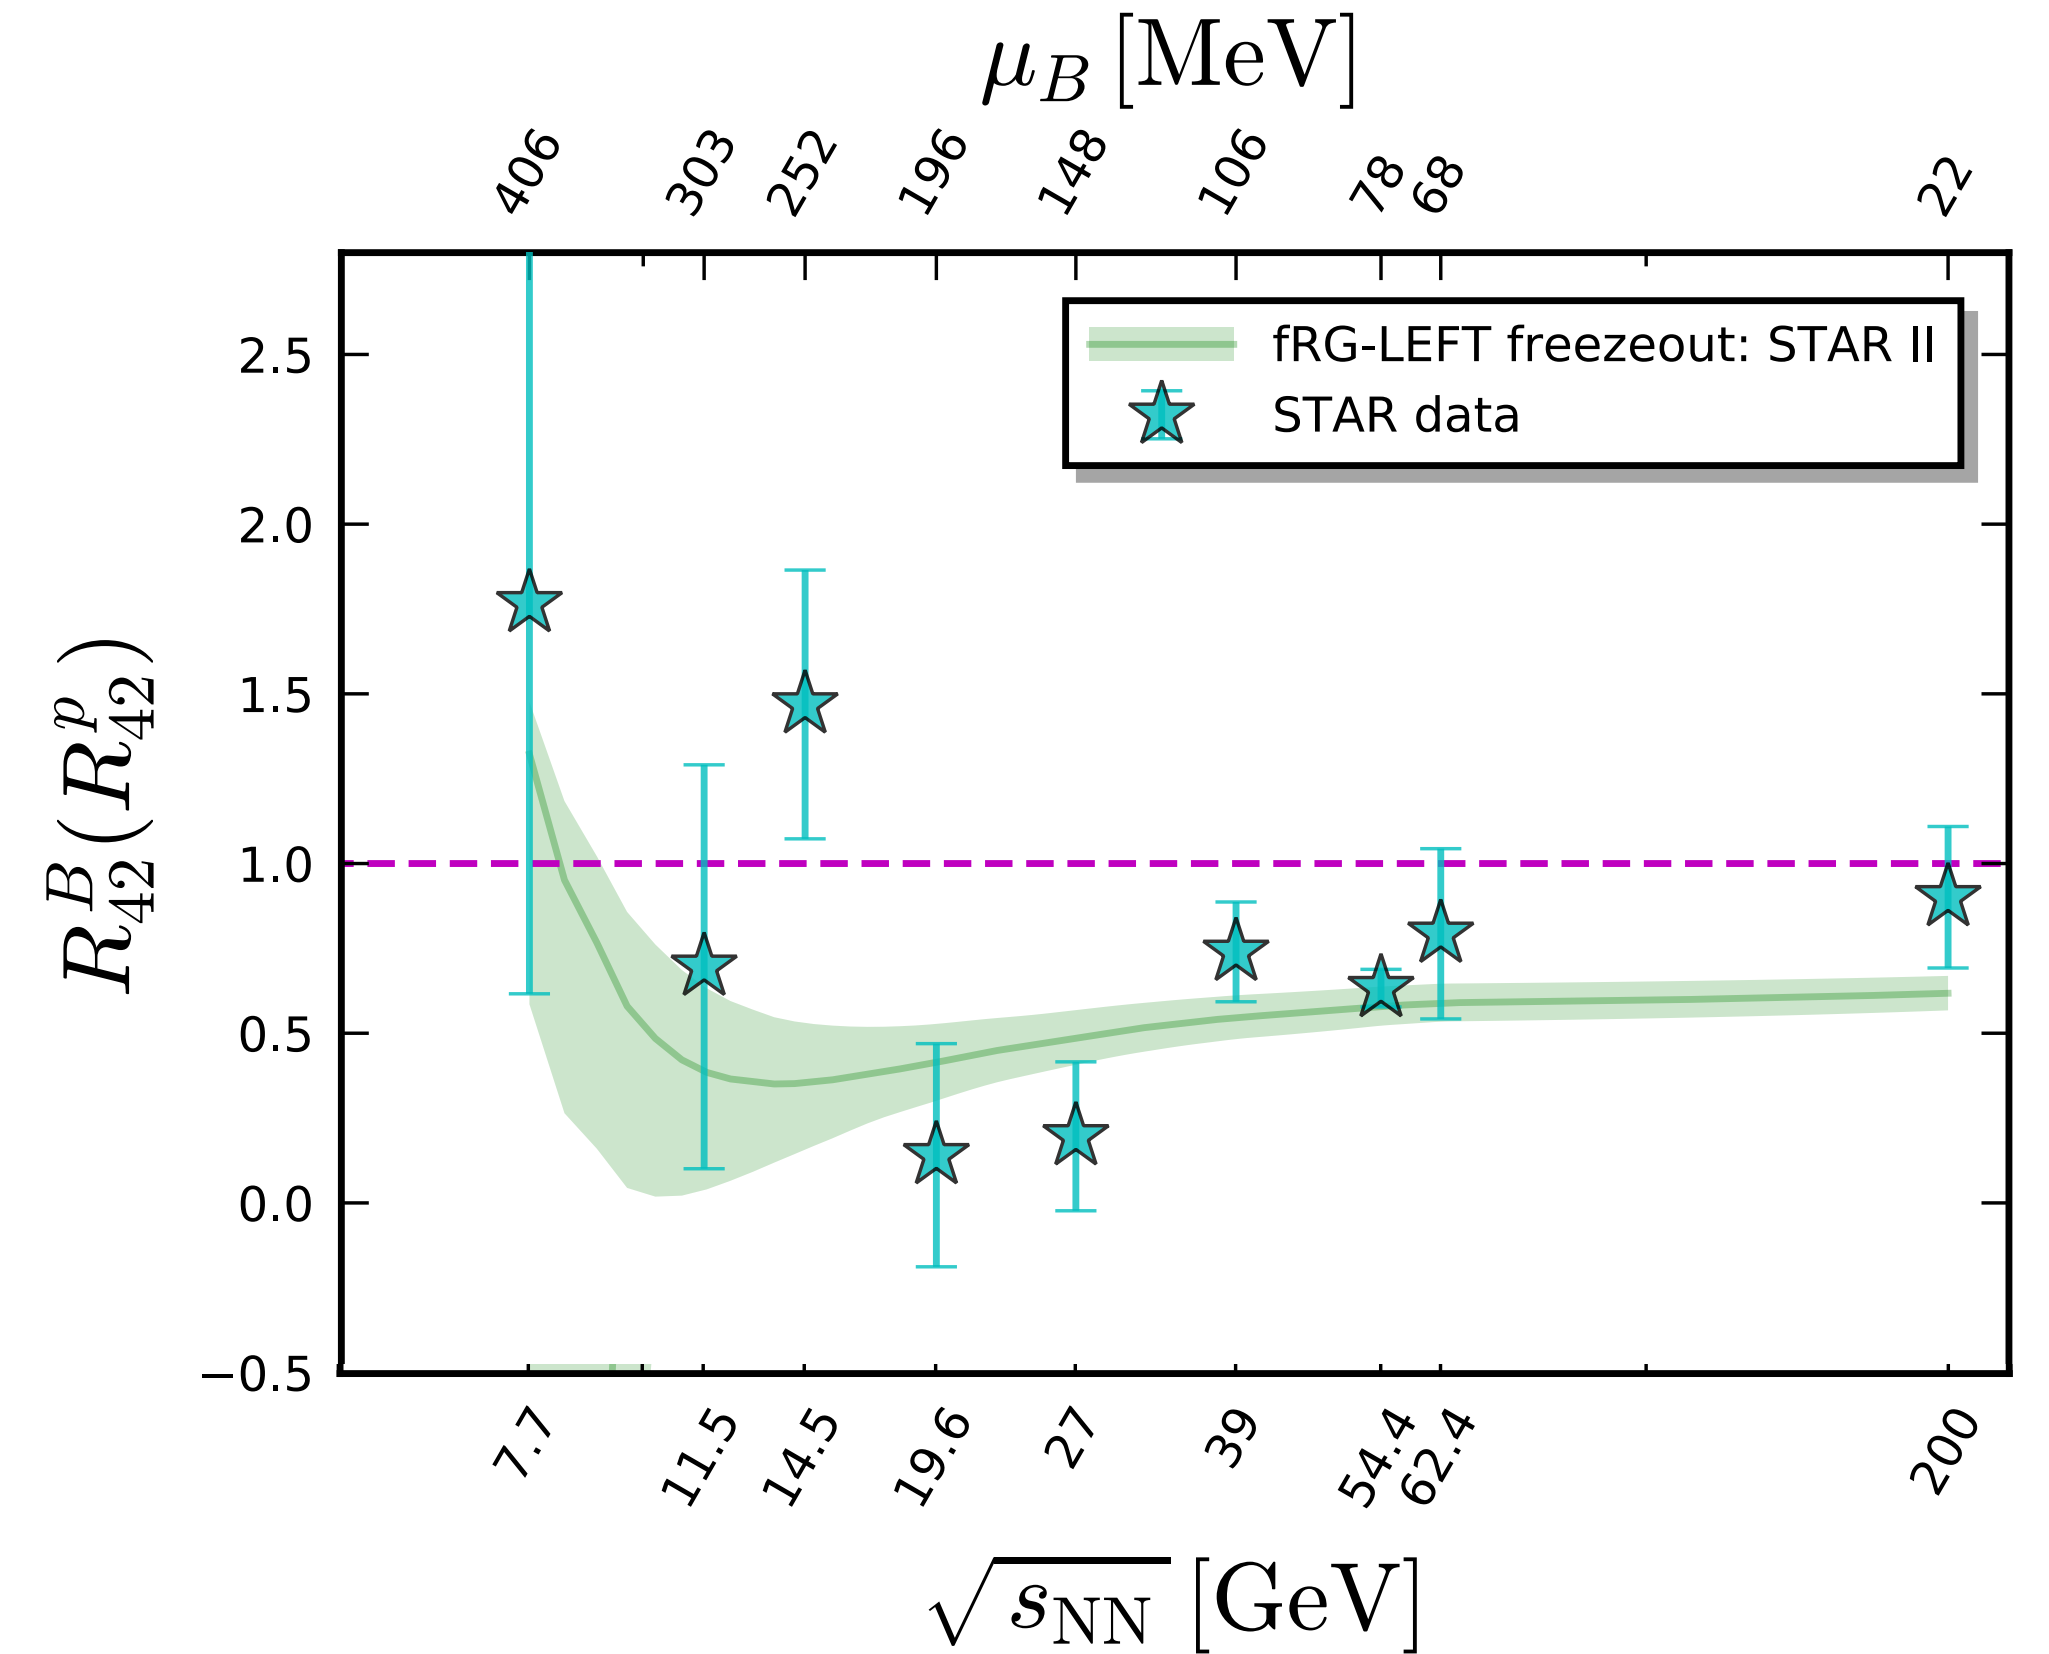 μ_B [MeV]
406 303 252 196 148 106 78 68 22
fRG-LEFT freezeout: STAR II
STAR data
2.5
2.0
1.5
1.0
0.5
0.0
−0.5
R^B_42 (R^p_42)
7.7 11.5 14.5 19.6 27 39 54.4 62.4 200
√s_NN [GeV]